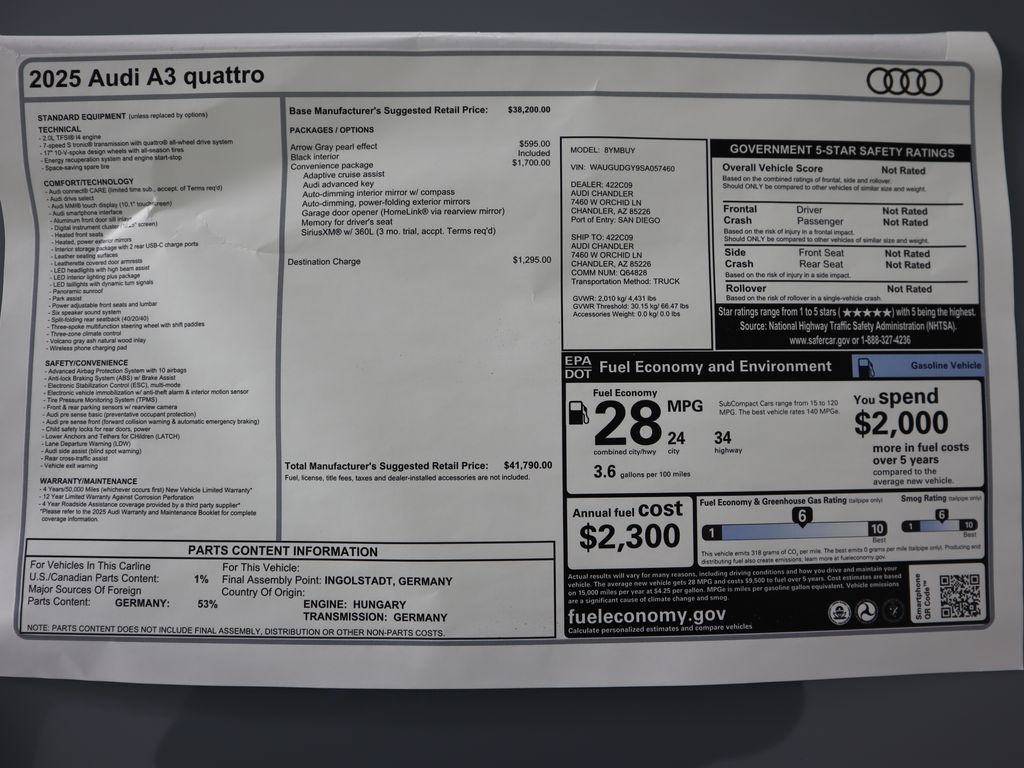 2025 Audi A3 quattro
STANDARD EQUIPMENT (unless replaced by options)
TECHNICAL
- 2.0L TFSI® I4 engine
- 7-speed S tronic® transmission with quattro® all-wheel drive system
- 17" 10-V-spoke design wheels with all-season tires
- Energy recuperation system and engine start-stop
- Space-saving spare tire
COMFORT/TECHNOLOGY
- Audi connect® CARE (limited time sub., accept. of Terms req'd)
- Audi drive select
- Audi MMI® touch display (10.1" touchscreen)
- Audi smartphone interface
- Aluminum front door sill inlays
- Digital instrument cluster screen)
- Heated front seats
- Heated, power exterior mirrors
- Interior storage package with 2 rear USB-C charge ports
- Leather seating surfaces
- Leatherette covered door armrests
- LED headlights with high beam assist
- LED interior lighting plus package
- LED taillights with dynamic turn signals
- Panoramic sunroof
- Park assist
- Power adjustable front seats and lumbar
- Six speaker sound system
- Split-folding rear seatback (40/20/40)
- Three-spoke multifunction steering wheel with shift paddles
- Three-zone climate control
- Volcano gray ash natural wood inlay
- Wireless phone charging pad
SAFETY/CONVENIENCE
- Advanced Airbag Protection System with 10 airbags
- Anti-lock Braking System (ABS) w/ Brake Assist
- Electronic Stabilization Control (ESC), multi-mode
- Electronic vehicle immobilization w/ anti-theft alarm & interior motion sensor
- Tire Pressure Monitoring System (TPMS)
- Front & rear parking sensors w/ rearview camera
- Audi pre sense basic (preventative occupant protection)
- Audi pre sense front (forward collision warning & automatic emergency braking)
- Child safety locks for rear doors, power
- Lower Anchors and Tethers for CHildren (LATCH)
- Lane Departure Warning (LDW)
- Audi side assist (blind spot warning)
- Rear cross-traffic assist
- Vehicle exit warning
WARRANTY/MAINTENANCE
- 4 Years/50,000 Miles (whichever occurs first) New Vehicle Limited Warranty*
- 12 Year Limited Warranty Against Corrosion Perforation
- 4 Year Roadside Assistance coverage provided by a third party supplier*
*Please refer to the 2025 Audi Warranty and Maintenance Booklet for complete
coverage information.
Base Manufacturer's Suggested Retail Price: $38,200.00
PACKAGES / OPTIONS
Arrow Gray pearl effect $595.00
Black interior Included
Convenience package $1,700.00
Adaptive cruise assist
Audi advanced key
Auto-dimming interior mirror w/ compass
Auto-dimming, power-folding exterior mirrors
Garage door opener (HomeLink® via rearview mirror)
Memory for driver's seat
SiriusXM® w/ 360L (3 mo. trial, accpt. Terms req'd)
Destination Charge $1,295.00
Total Manufacturer's Suggested Retail Price: $41,790.00
Fuel, license, title fees, taxes and dealer-installed accessories are not included.
PARTS CONTENT INFORMATION
For Vehicles In This Carline
U.S./Canadian Parts Content: 1%
Major Sources Of Foreign
Parts Content: GERMANY: 53%
For This Vehicle:
Final Assembly Point: INGOLSTADT, GERMANY
Country Of Origin:
ENGINE: HUNGARY
TRANSMISSION: GERMANY
NOTE: PARTS CONTENT DOES NOT INCLUDE FINAL ASSEMBLY, DISTRIBUTION OR OTHER NON-PARTS COSTS.
MODEL: 8YMBUY
VIN: WAUGUDGY9SA057460
DEALER: 422C09
AUDI CHANDLER
7460 W ORCHID LN
CHANDLER, AZ 85226
Port of Entry: SAN DIEGO
SHIP TO: 422C09
AUDI CHANDLER
7460 W ORCHID LN
CHANDLER, AZ 85226
COMM NUM: Q64828
Transportation Method: TRUCK
GVWR: 2,010 kg/ 4,431 lbs
GVWR Threshold: 30.15 kg/ 66.47 lbs
Accessories Weight: 0.0 kg/ 0.0 lbs
GOVERNMENT 5-STAR SAFETY RATINGS
Overall Vehicle Score Not Rated
Based on the combined ratings of frontal, side and rollover.
Should ONLY be compared to other vehicles of similar size and weight.
Frontal Driver Not Rated
Crash Passenger Not Rated
Based on the risk of injury in a frontal impact.
Should ONLY be compared to other vehicles of similar size and weight.
Side Front Seat Not Rated
Crash Rear Seat Not Rated
Based on the risk of injury in a side impact.
Rollover Not Rated
Based on the risk of rollover in a single-vehicle crash.
Star ratings range from 1 to 5 stars (★★★★★) with 5 being the highest.
Source: National Highway Traffic Safety Administration (NHTSA).
www.safercar.gov or 1-888-327-4236
EPA
DOT Fuel Economy and Environment
Gasoline Vehicle
Fuel Economy
28 MPG
combined city/hwy
24
city
34
highway
3.6 gallons per 100 miles
SubCompact Cars range from 15 to 120
MPG. The best vehicle rates 140 MPGe.
You spend
$2,000
more in fuel costs
over 5 years
compared to the
average new vehicle.
Annual fuel cost
$2,300
Fuel Economy & Greenhouse Gas Rating (tailpipe only)
6
1 10
Best
Smog Rating (tailpipe only)
6
1 10
Best
This vehicle emits 318 grams of CO2 per mile. The best emits 0 grams per mile (tailpipe only). Producing and
distributing fuel also create emissions; learn more at fueleconomy.gov.
Actual results will vary for many reasons, including driving conditions and how you drive and maintain your
vehicle. The average new vehicle gets 28 MPG and costs $9,500 to fuel over 5 years. Cost estimates are based
on 15,000 miles per year at $4.25 per gallon. MPGe is miles per gasoline gallon equivalent. Vehicle emissions
are a significant cause of climate change and smog.
fueleconomy.gov
Calculate personalized estimates and compare vehicles
Smartphone
QR Code™